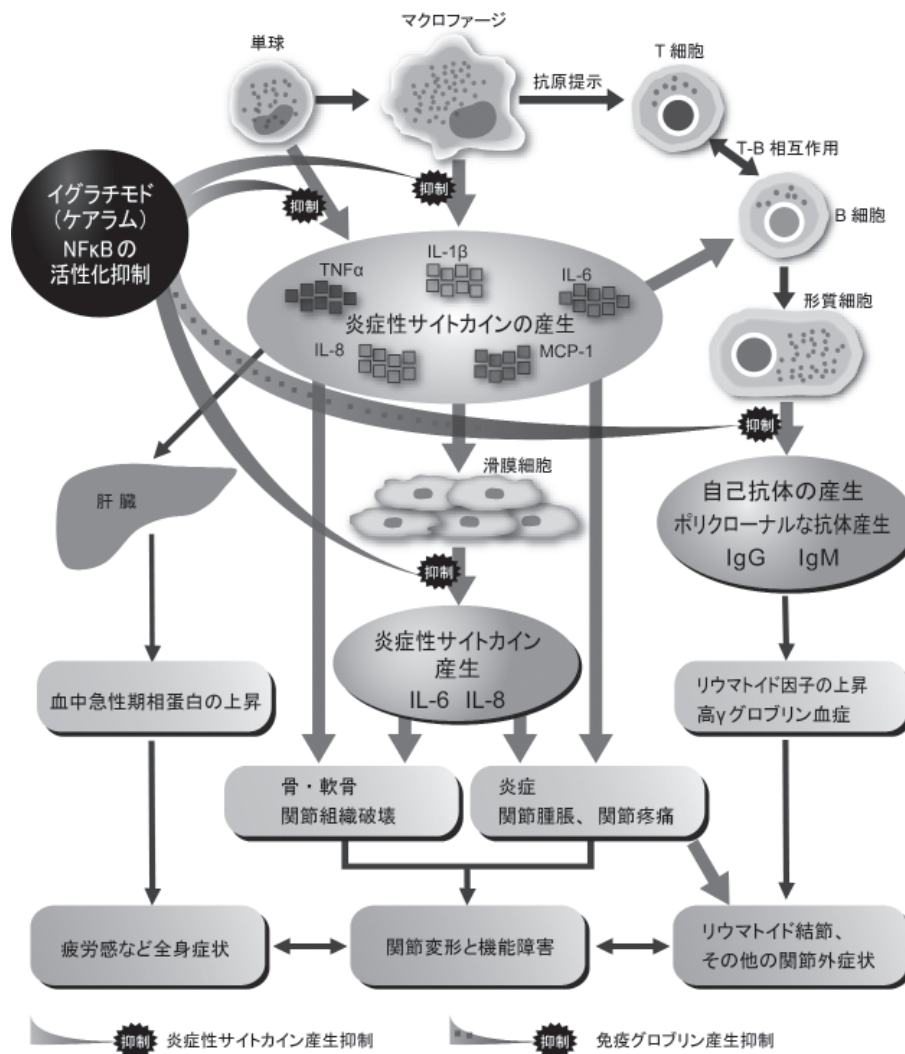 単球
マクロファージ
T 細胞
抗原提示
T-B 相互作用
B 細胞
イグラチモド
(ケアラム)
NFκB の
活性化抑制
抑制
抑制
TNFα
IL-1β
IL-6
炎症性サイトカインの産生
IL-8
MCP-1
形質細胞
抑制
滑膜細胞
肝臓
抑制
自己抗体の産生
ポリクローナルな抗体産生
IgG IgM
炎症性サイトカイン
産生
IL-6 IL-8
血中急性期相蛋白の上昇
リウマトイド因子の上昇
高γグロブリン血症
骨・軟骨
関節組織破壊
炎症
関節腫脹、関節疼痛
疲労感など全身症状
関節変形と機能障害
リウマトイド結節、
その他の関節外症状
抑制 炎症性サイトカイン産生抑制
抑制 免疫グロブリン産生抑制